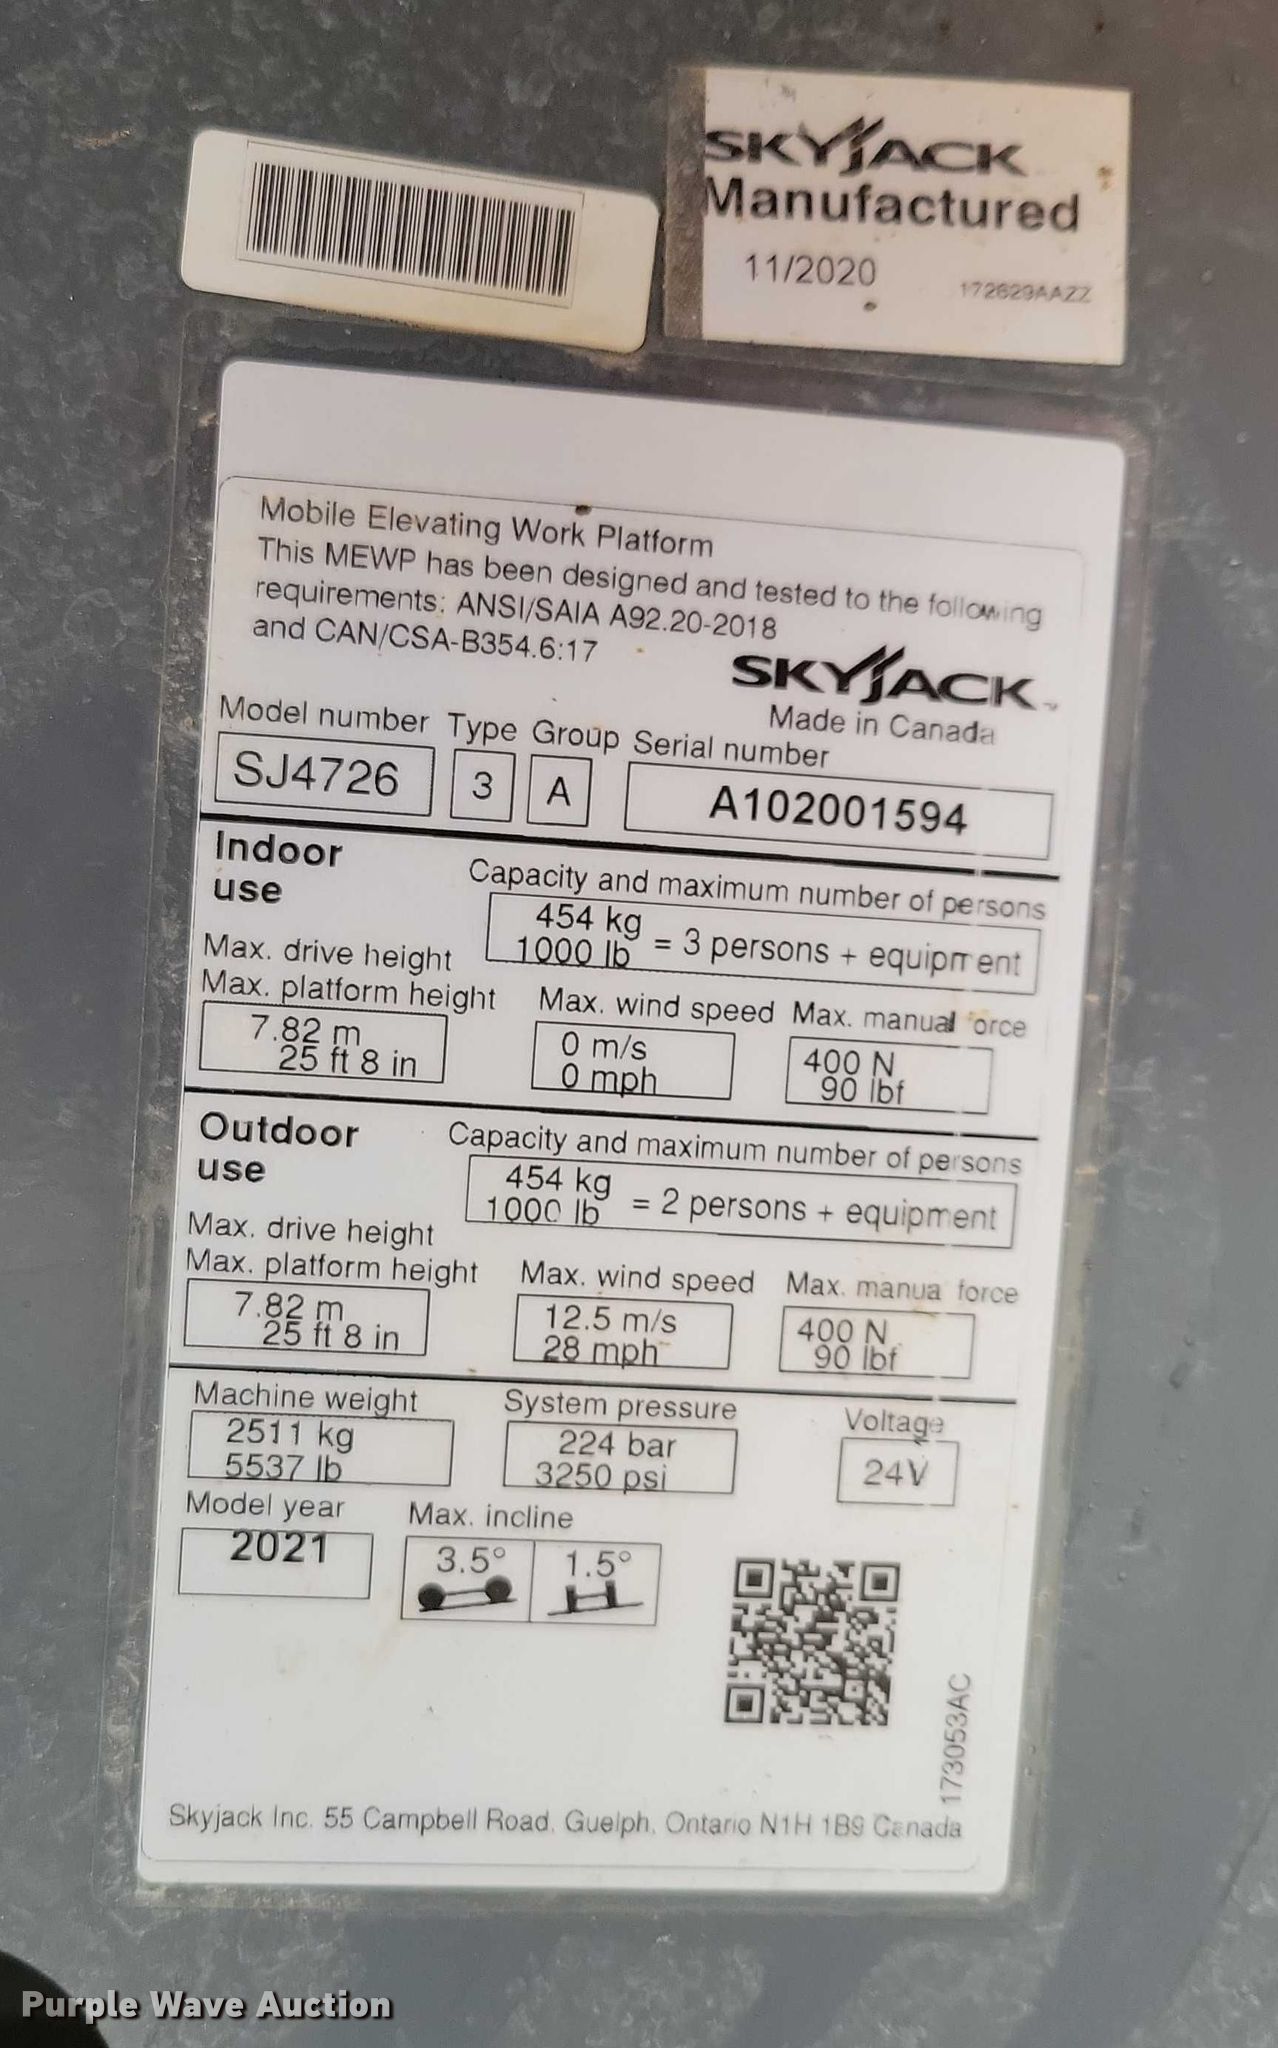 SKYJACK
Manufactured
11/2020 172629AAZZ
Mobile Elevating Work Platform
This MEWP has been designed and tested to the following
requirements: ANSI/SAIA A92.20-2018
and CAN/CSA-B354.6:17
SKYJACK™
Made in Canada
Model number Type Group Serial number
SJ4726 3 A A102001594
Indoor
use
Capacity and maximum number of persons
454 kg
1000 lb = 3 persons + equipment
Max. drive height
Max. platform height Max. wind speed Max. manual force
7.82 m 0 m/s 400 N
25 ft 8 in 0 mph 90 lbf
Outdoor
use
Capacity and maximum number of persons
454 kg
1000 lb = 2 persons + equipment
Max. drive height
Max. platform height Max. wind speed Max. manua force
7.82 m 12.5 m/s 400 N
25 ft 8 in 28 mph 90 lbf
Machine weight System pressure Voltage
2511 kg 224 bar 24V
5537 lb 3250 psi
Model year Max. incline
2021 3.5° 1.5°
173053AC
Skyjack Inc. 55 Campbell Road, Guelph, Ontario N1H 1B9 Canada
Purple Wave Auction